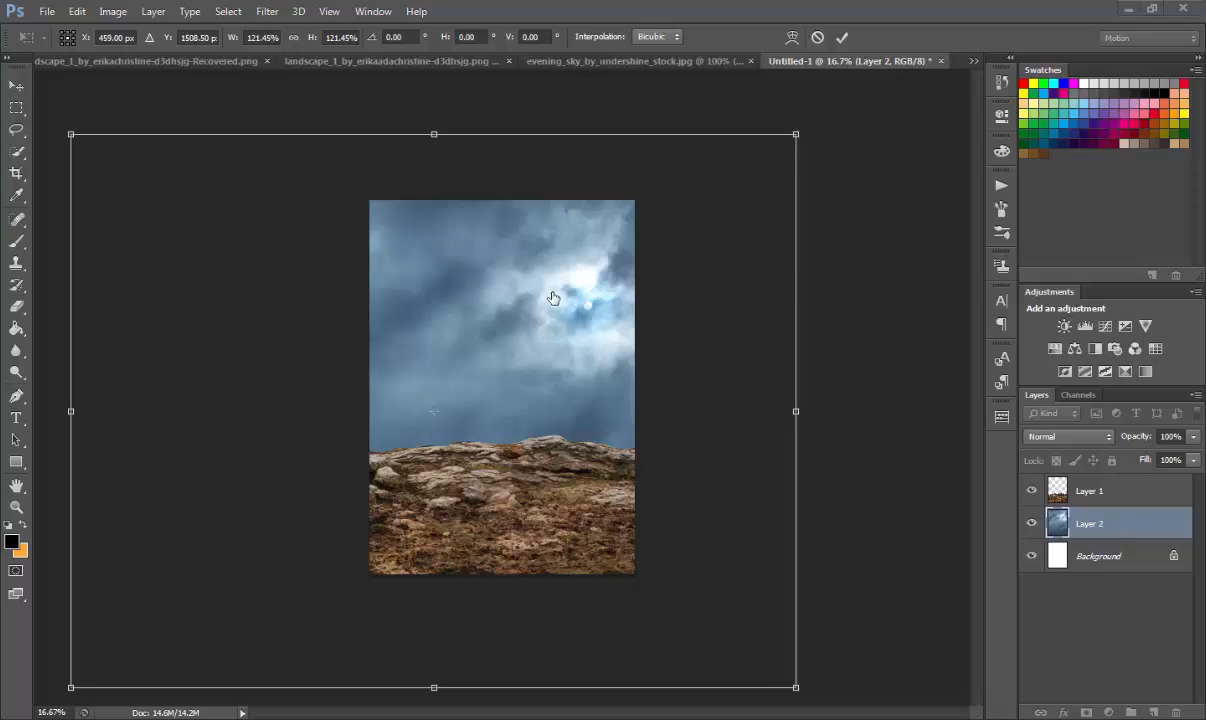 Ps File Edit Image Layer Type Select Filter 3D View Window Help
X: 459.00 px Y: 1508.50 p: W: 121.45% H: 121.45% 0.00 ° H: 0.00 ° V: 0.00 ° Interpolation: Bicubic Motion
dscape_1_by_erikachristine-d3dhsjg-Recovered.png × landscape_1_by_erikaadachristine-d3dhsjg.png ... × evening_sky_by_undershine_stock.jpg @ 100% (... × Untitled-1 @ 16.7% (Layer 2, RGB/8) * ×
Swatches
Adjustments
Add an adjustment
Layers Channels
Kind
Normal Opacity: 100%
Lock: Fill: 100%
Layer 1
Layer 2
Background
16.67% Doc: 14.6M/14.2M